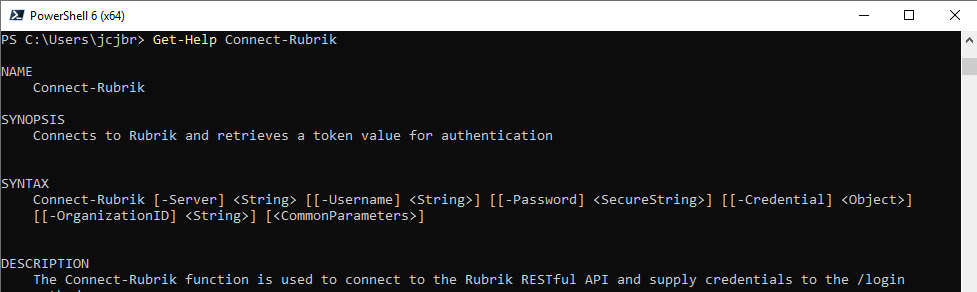 PowerShell 6 (x64)
PS C:\Users\jcjbr> Get-Help Connect-Rubrik
NAME
Connect-Rubrik
SYNOPSIS
Connects to Rubrik and retrieves a token value for authentication
SYNTAX
Connect-Rubrik [-Server] <String> [[-Username] <String>] [[-Password] <SecureString>] [[-Credential] <Object>]
[[-OrganizationID] <String>] [<CommonParameters>]
DESCRIPTION
The Connect-Rubrik function is used to connect to the Rubrik RESTful API and supply credentials to the /login